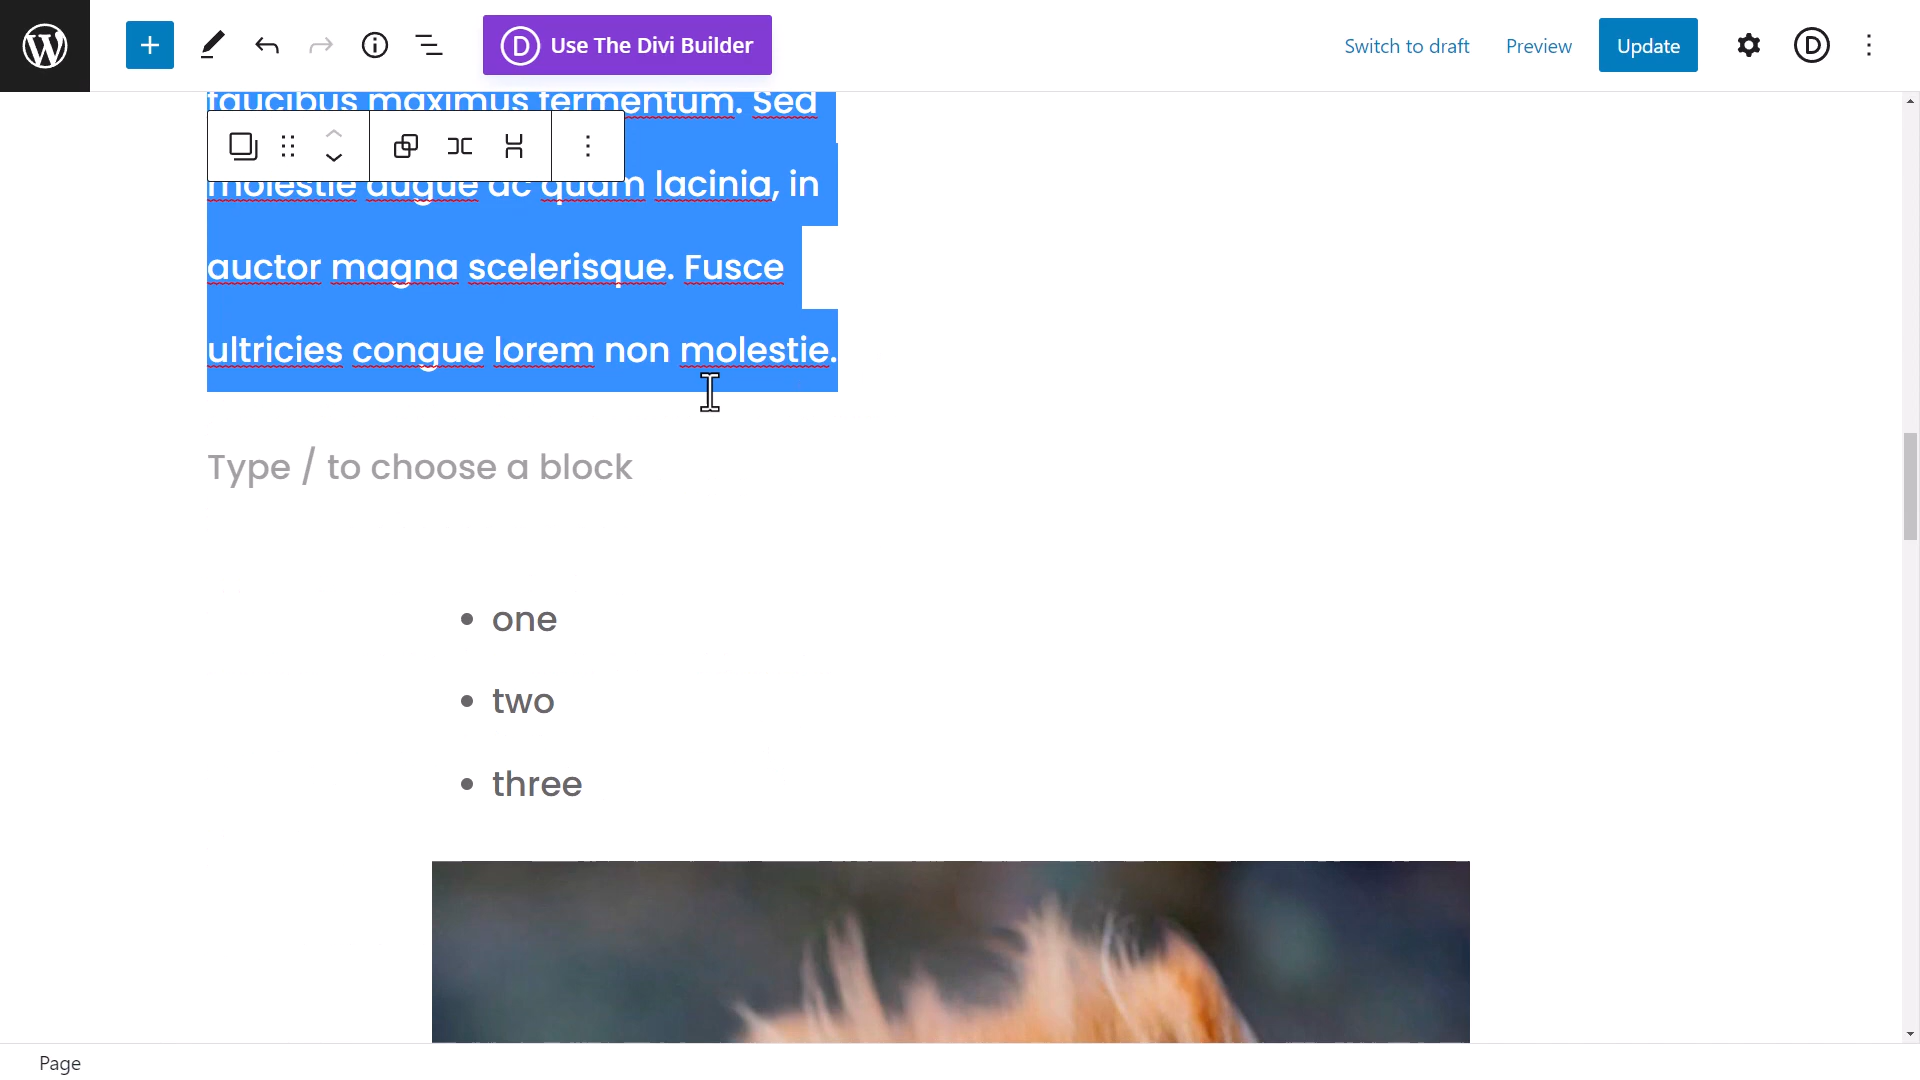 Use The Divi Builder
Switch to draft
Preview
Update
faucibus maximus fermentum. Sed
molestie augue ac quam lacinia, in
auctor magna scelerisque. Fusce
ultricies congue lorem non molestie.
Type / to choose a block
• one
• two
• three
Page